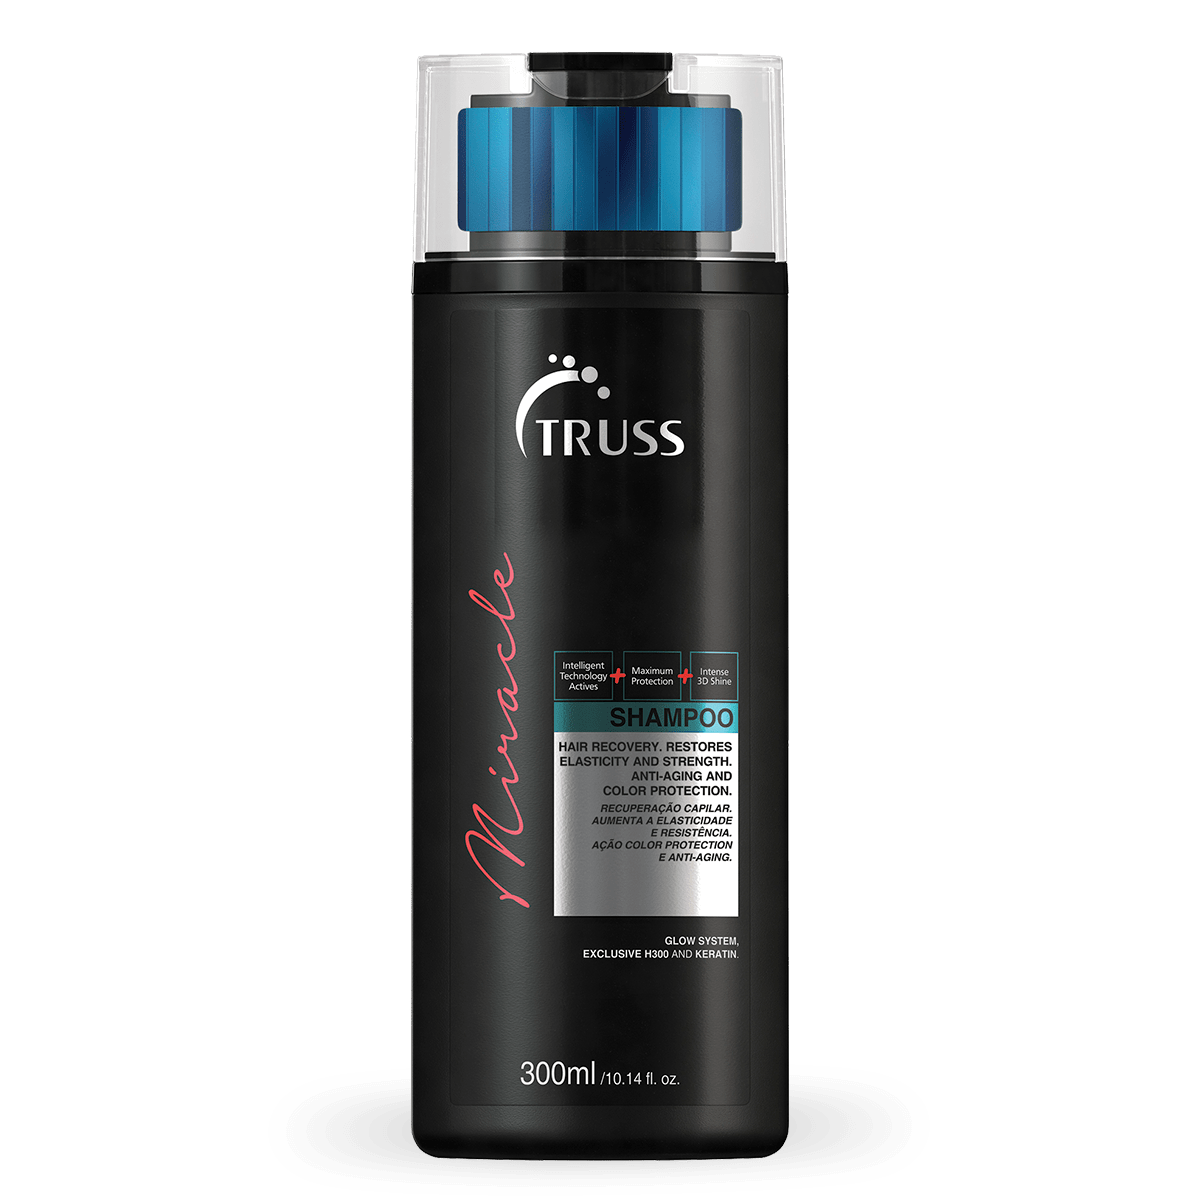 TRUSS
Miracle
Intelligent
Technology
Actives
+
Maximum
Protection
+
Intense
3D Shine
SHAMPOO
HAIR RECOVERY. RESTORES
ELASTICITY AND STRENGTH.
ANTI-AGING AND
COLOR PROTECTION.
RECUPERAÇÃO CAPILAR.
AUMENTA A ELASTICIDADE
E RESISTÊNCIA.
AÇÃO COLOR PROTECTION
E ANTI-AGING.
GLOW SYSTEM,
EXCLUSIVE H300 AND KERATIN.
300ml /10.14 fl. oz.